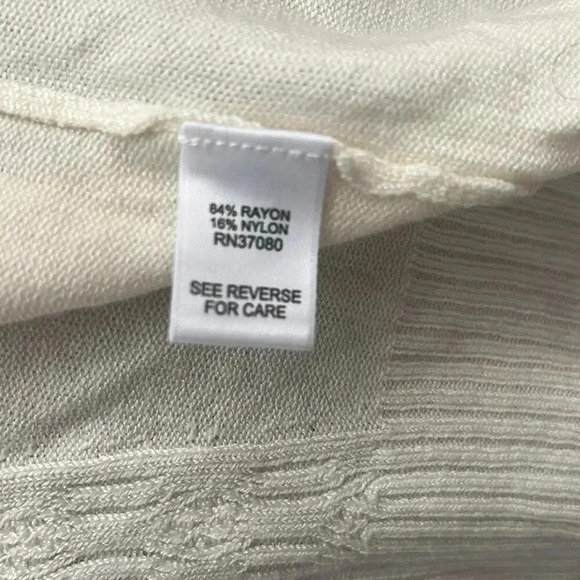 84% RAYON
16% NYLON
RN37080
SEE REVERSE
FOR CARE